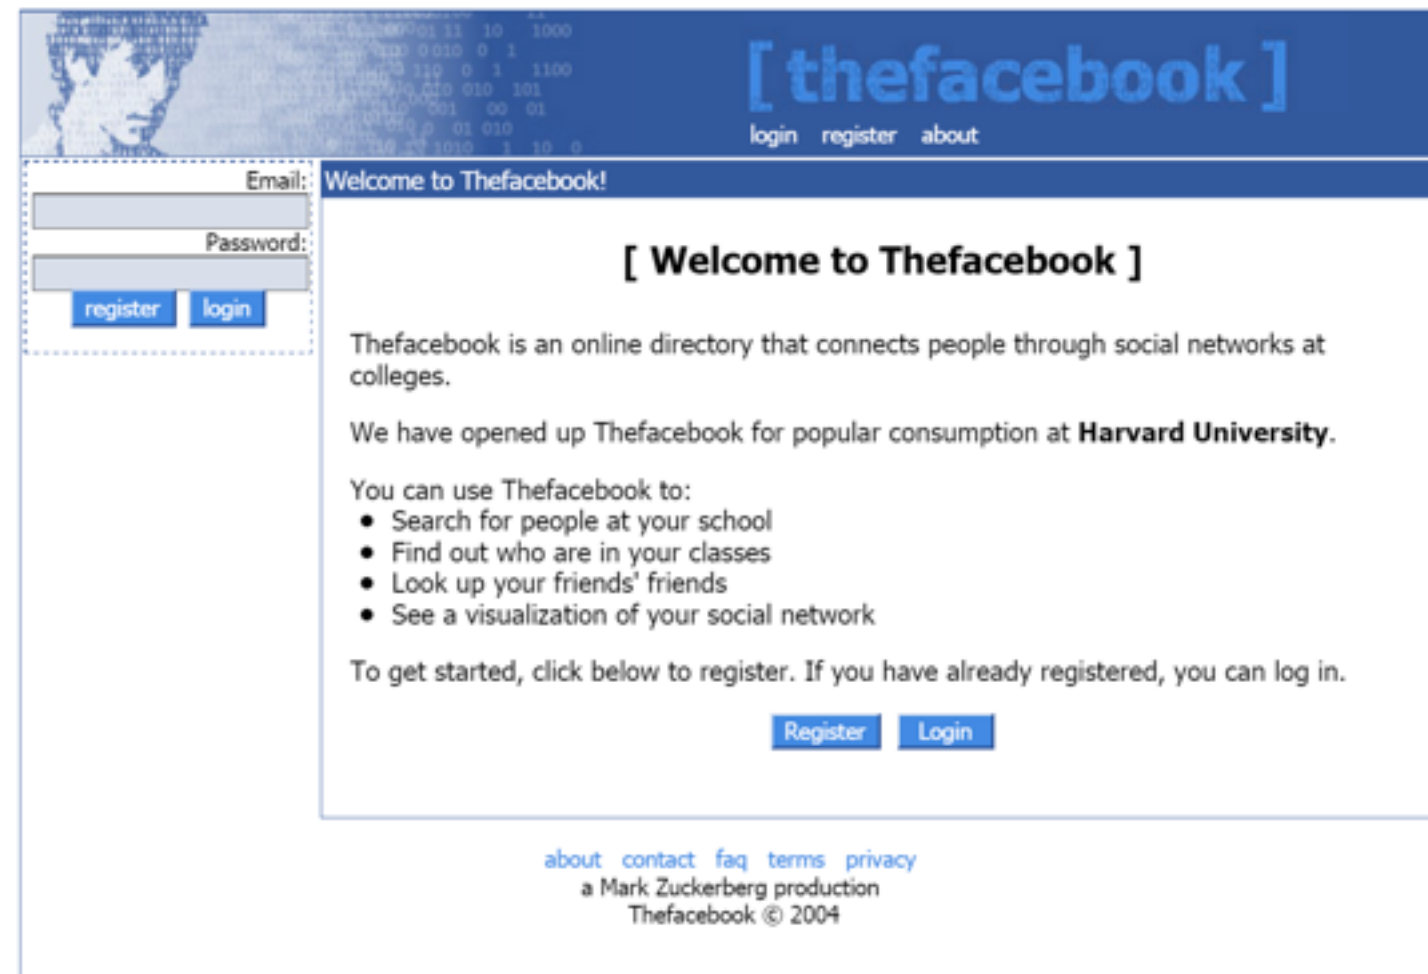 [ thefacebook ]
login register about
Email:
Password:
register login
Welcome to Thefacebook!
[ Welcome to Thefacebook ]
Thefacebook is an online directory that connects people through social networks at
colleges.
We have opened up Thefacebook for popular consumption at Harvard University.
You can use Thefacebook to:
• Search for people at your school
• Find out who are in your classes
• Look up your friends' friends
• See a visualization of your social network
To get started, click below to register. If you have already registered, you can log in.
Register Login
about contact faq terms privacy
a Mark Zuckerberg production
Thefacebook © 2004